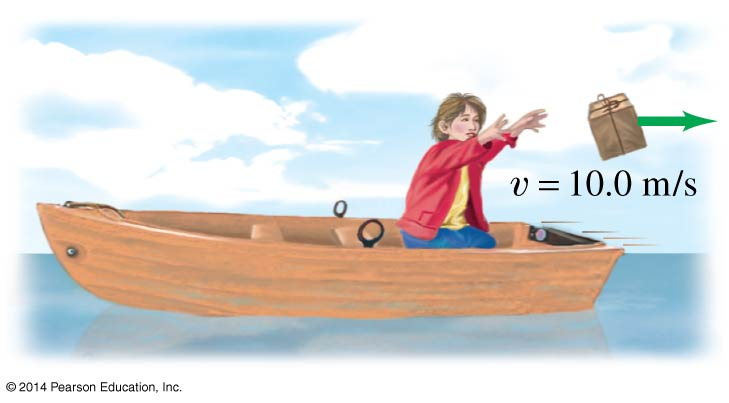 v = 10.0 m/s
© 2014 Pearson Education, Inc.